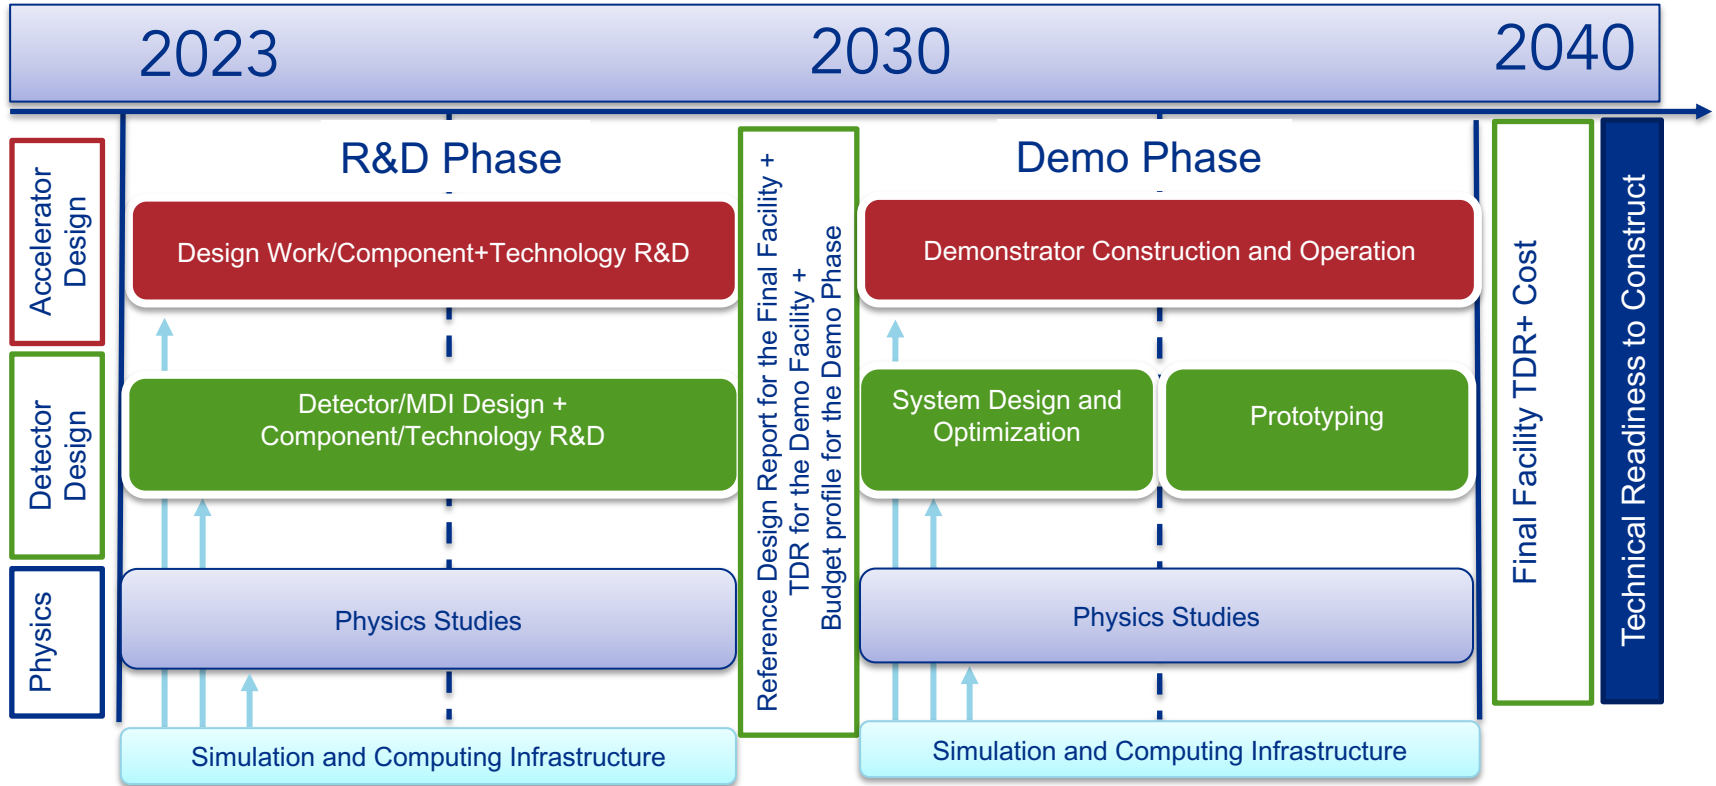 2023
2030
2040
R&D Phase
Demo Phase
Accelerator
Design
Design Work/Component+Technology R&D
Demonstrator Construction and Operation
Detector
Design
Detector/MDI Design +
Component/Technology R&D
System Design and
Optimization
Prototyping
Physics
Physics Studies
Physics Studies
Simulation and Computing Infrastructure
Simulation and Computing Infrastructure
Reference Design Report for the Final Facility +
TDR for the Demo Facility +
Budget profile for the Demo Phase
Final Facility TDR+ Cost
Technical Readiness to Construct